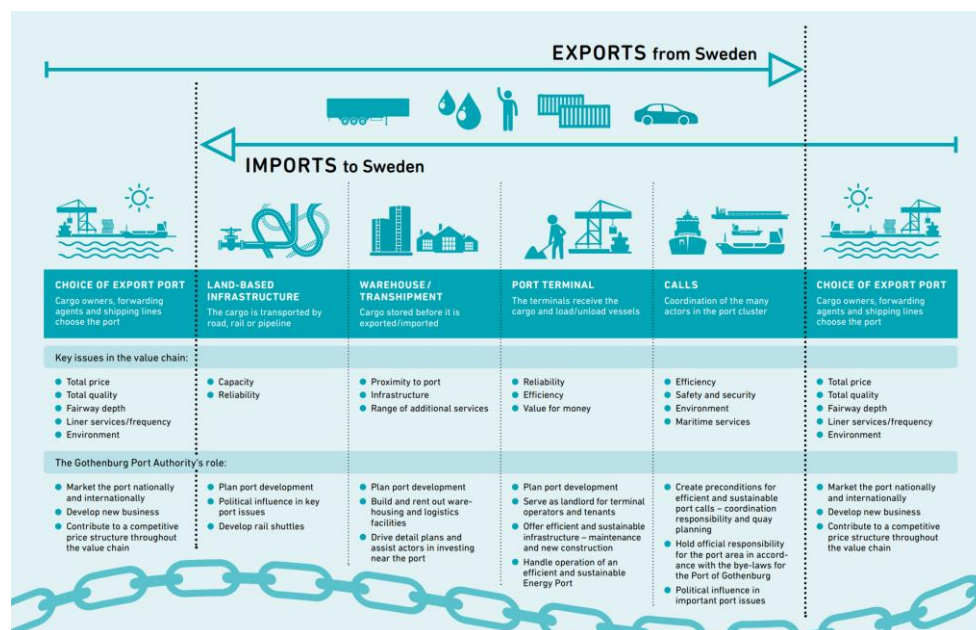 EXPORTS from Sweden
IMPORTS to Sweden
CHOICE OF EXPORT PORT
Cargo owners, forwarding
agents and shipping lines
choose the port
LAND-BASED
INFRASTRUCTURE
The cargo is transported by
road, rail or pipeline
WAREHOUSE/
TRANSHIPMENT
Cargo stored before it is
exported/imported
PORT TERMINAL
The terminals receive the
cargo and load/unload vessels
CALLS
Coordination of the many
actors in the port cluster
CHOICE OF EXPORT PORT
Cargo owners, forwarding
agents and shipping lines
choose the port
Key issues in the value chain:
Total price
Total quality
Fairway depth
Liner services/frequency
Environment
Capacity
Reliability
Proximity to port
Infrastructure
Range of additional services
Reliability
Efficiency
Value for money
Efficiency
Safety and security
Environment
Maritime services
Total price
Total quality
Fairway depth
Liner services/frequency
Environment
The Gothenburg Port Authority's role:
Market the port nationally
and internationally
Develop new business
Contribute to a competitive
price structure throughout
the value chain
Plan port development
Political influence in key
port issues
Develop rail shuttles
Plan port development
Build and rent out ware-
housing and logistics
facilities
Drive detail plans and
assist actors in investing
near the port
Plan port development
Serve as landlord for terminal
operators and tenants
Offer efficient and sustainable
infrastructure – maintenance
and new construction
Handle operation of an
efficient and sustainable
Energy Port
Create preconditions for
efficient and sustainable
port calls – coordination
responsibility and quay
planning
Hold official responsibility
for the port area in accord-
ance with the bye-laws for
the Port of Gothenburg
Political influence in
important port issues
Market the port nationally
and internationally
Develop new business
Contribute to a competitive
price structure throughout
the value chain